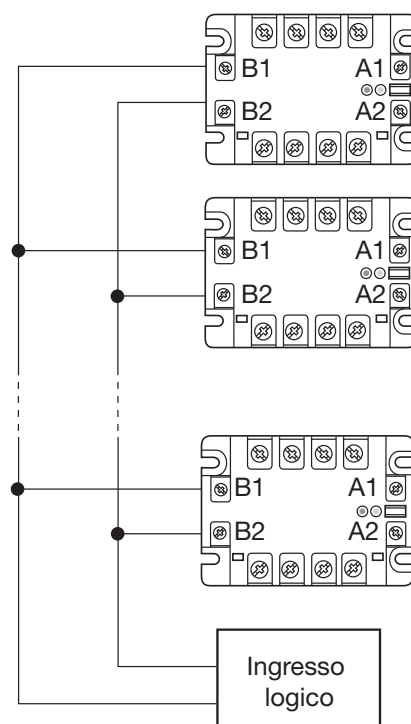 B1 A1
B2 A2
B1 A1
B2 A2
B1 A1
B2 A2
Ingresso
logico